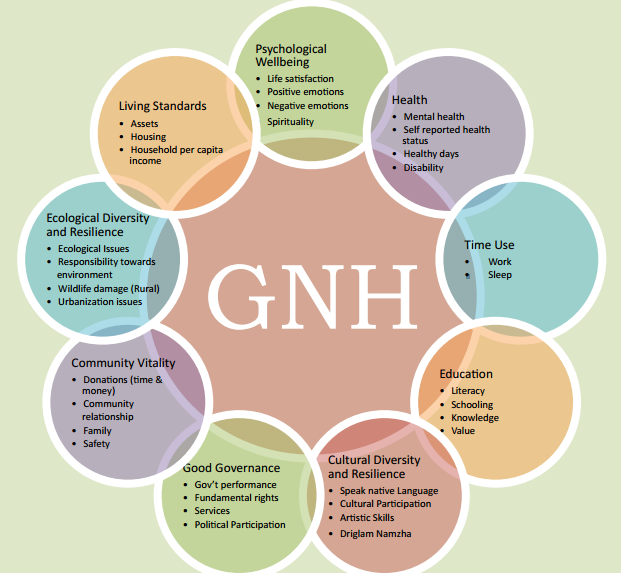 Psychological
Wellbeing
• Life satisfaction
• Positive emotions
• Negative emotions
Spirituality
Health
• Mental health
• Self reported health
status
• Healthy days
• Disability
Time Use
• Work
• Sleep
Education
• Literacy
• Schooling
• Knowledge
• Value
Cultural Diversity
and Resilience
• Speak native Language
• Cultural Participation
• Artistic Skills
• Driglam Namzha
Good Governance
• Gov't performance
• Fundamental rights
• Services
• Political Participation
Community Vitality
• Donations (time &
money)
• Community
relationship
• Family
• Safety
Ecological Diversity
and Resilience
• Ecological Issues
• Responsibility towards
environment
• Wildlife damage (Rural)
• Urbanization issues
Living Standards
• Assets
• Housing
• Household per capita
income
GNH